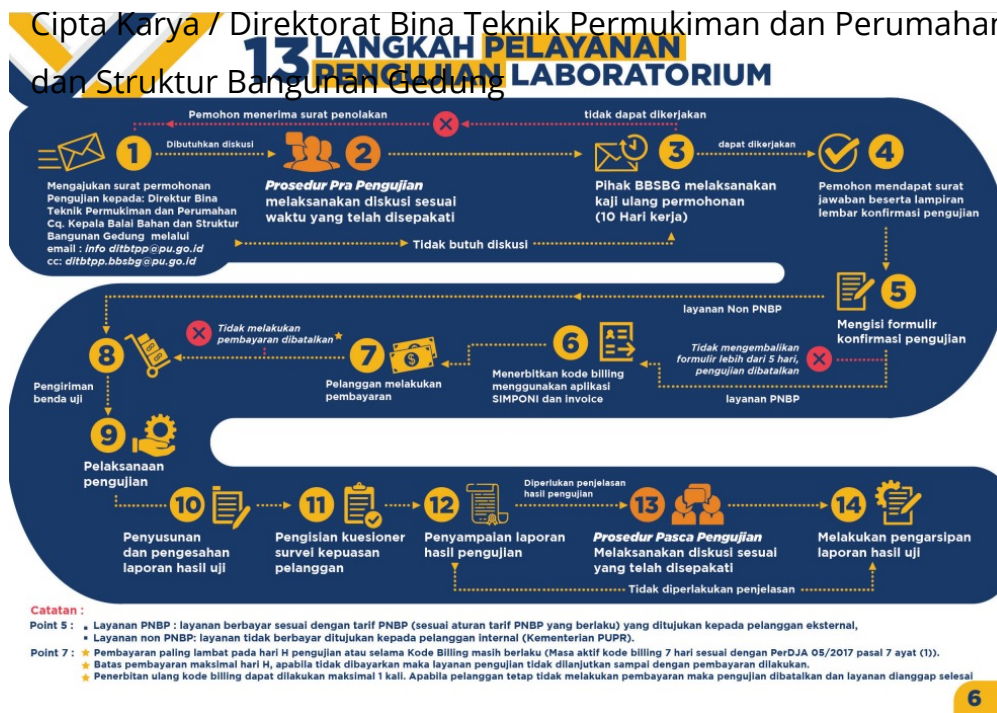 Cipta Karya / Direktorat Bina Teknik Permukiman dan Perumahan
dan Struktur Bangunan Gedung
13 LANGKAH PELAYANAN
PENGUJIAN LABORATORIUM
Pemohon menerima surat penolakan
tidak dapat dikerjakan
1
Dibutuhkan diskusi
2
3
dapat dikerjakan
4
Mengajukan surat permohonan
Pengujian kepada: Direktur Bina
Teknik Permukiman dan Perumahan
Cq. Kepala Balai Bahan dan Struktur
Bangunan Gedung melalui
email : info ditbtpp@pu.go.id
cc: ditbtpp.bbsbg@pu.go.id
Prosedur Pra Pengujian
melaksanakan diskusi sesuai
waktu yang telah disepakati
Pihak BBSBG melaksanakan
kaji ulang permohonan
(10 Hari kerja)
Pemohon mendapat surat
jawaban beserta lampiran
lembar konfirmasi pengujian
Tidak butuh diskusi
5
Mengisi formulir
konfirmasi pengujian
layanan Non PNBP
Tidak mengembalikan
formulir lebih dari 5 hari,
pengujian dibatalkan
layanan PNBP
6
Menerbitkan kode billing
menggunakan aplikasi
SIMPONI dan invoice
7
Pelanggan melakukan
pembayaran
Tidak melakukan
pembayaran dibatalkan
8
Pengiriman
benda uji
9
Pelaksanaan
pengujian
10
Penyusunan
dan pengesahan
laporan hasil uji
11
Pengisian kuesioner
survei kepuasan
pelanggan
12
Penyampaian laporan
hasil pengujian
Diperlukan penjelasan
hasil pengujian
13
Prosedur Pasca Pengujian
Melaksanakan diskusi sesuai
yang telah disepakati
14
Melakukan pengarsipan
laporan hasil uji
Tidak diperlakukan penjelasan
Catatan :
Point 5 : Layanan PNBP : layanan berbayar sesuai dengan tarif PNBP (sesuai aturan tarif PNBP yang berlaku) yang ditujukan kepada pelanggan eksternal,
Layanan non PNBP: layanan tidak berbayar ditujukan kepada pelanggan internal (Kementerian PUPR).
Point 7 : Pembayaran paling lambat pada hari H pengujian atau selama Kode Billing masih berlaku (Masa aktif kode billing 7 hari sesuai dengan PerDJA 05/2017 pasal 7 ayat (1)).
Batas pembayaran maksimal hari H, apabila tidak dibayarkan maka layanan pengujian tidak dilanjutkan sampai dengan pembayaran dilakukan.
Penerbitan ulang kode billing dapat dilakukan maksimal 1 kali. Apabila pelanggan tetap tidak melakukan pembayaran maka pengujian dibatalkan dan layanan dianggap selesai
6